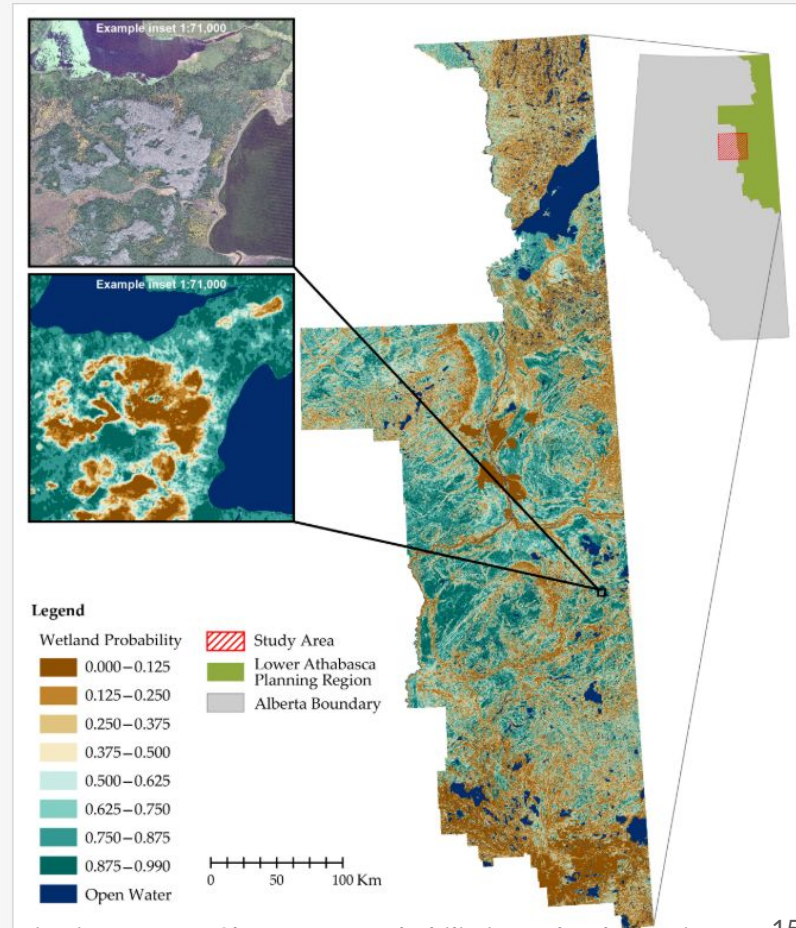 Example inset 1:71,000
Example inset 1:71,000
Legend
Wetland Probability
0.000–0.125
0.125–0.250
0.250–0.375
0.375–0.500
0.500–0.625
0.625–0.750
0.750–0.875
0.875–0.990
Open Water
Study Area
Lower Athabasca
Planning Region
Alberta Boundary
0 50 100 Km
15